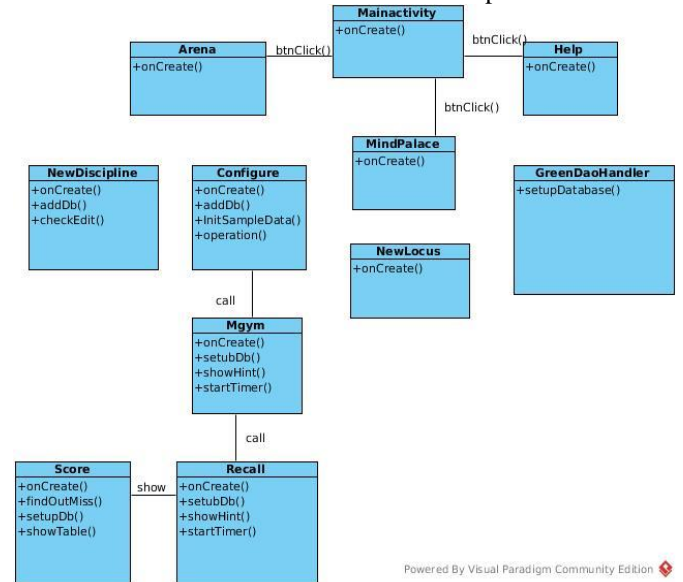 Mainactivity
+onCreate()
btnClick()
btnClick()
Arena
+onCreate()
Help
+onCreate()
btnClick()
MindPalace
+onCreate()
NewDiscipline
+onCreate()
+addDb()
+checkEdit()
Configure
+onCreate()
+addDb()
+InitSampleData()
+operation()
GreenDaoHandler
+setupDatabase()
NewLocus
+onCreate()
call
Mgym
+onCreate()
+setubDb()
+showHint()
+startTimer()
call
Score
+onCreate()
+findOutMiss()
+setupDb()
+showTable()
show
Recall
+onCreate()
+setubDb()
+showHint()
+startTimer()
Powered By Visual Paradigm Community Edition